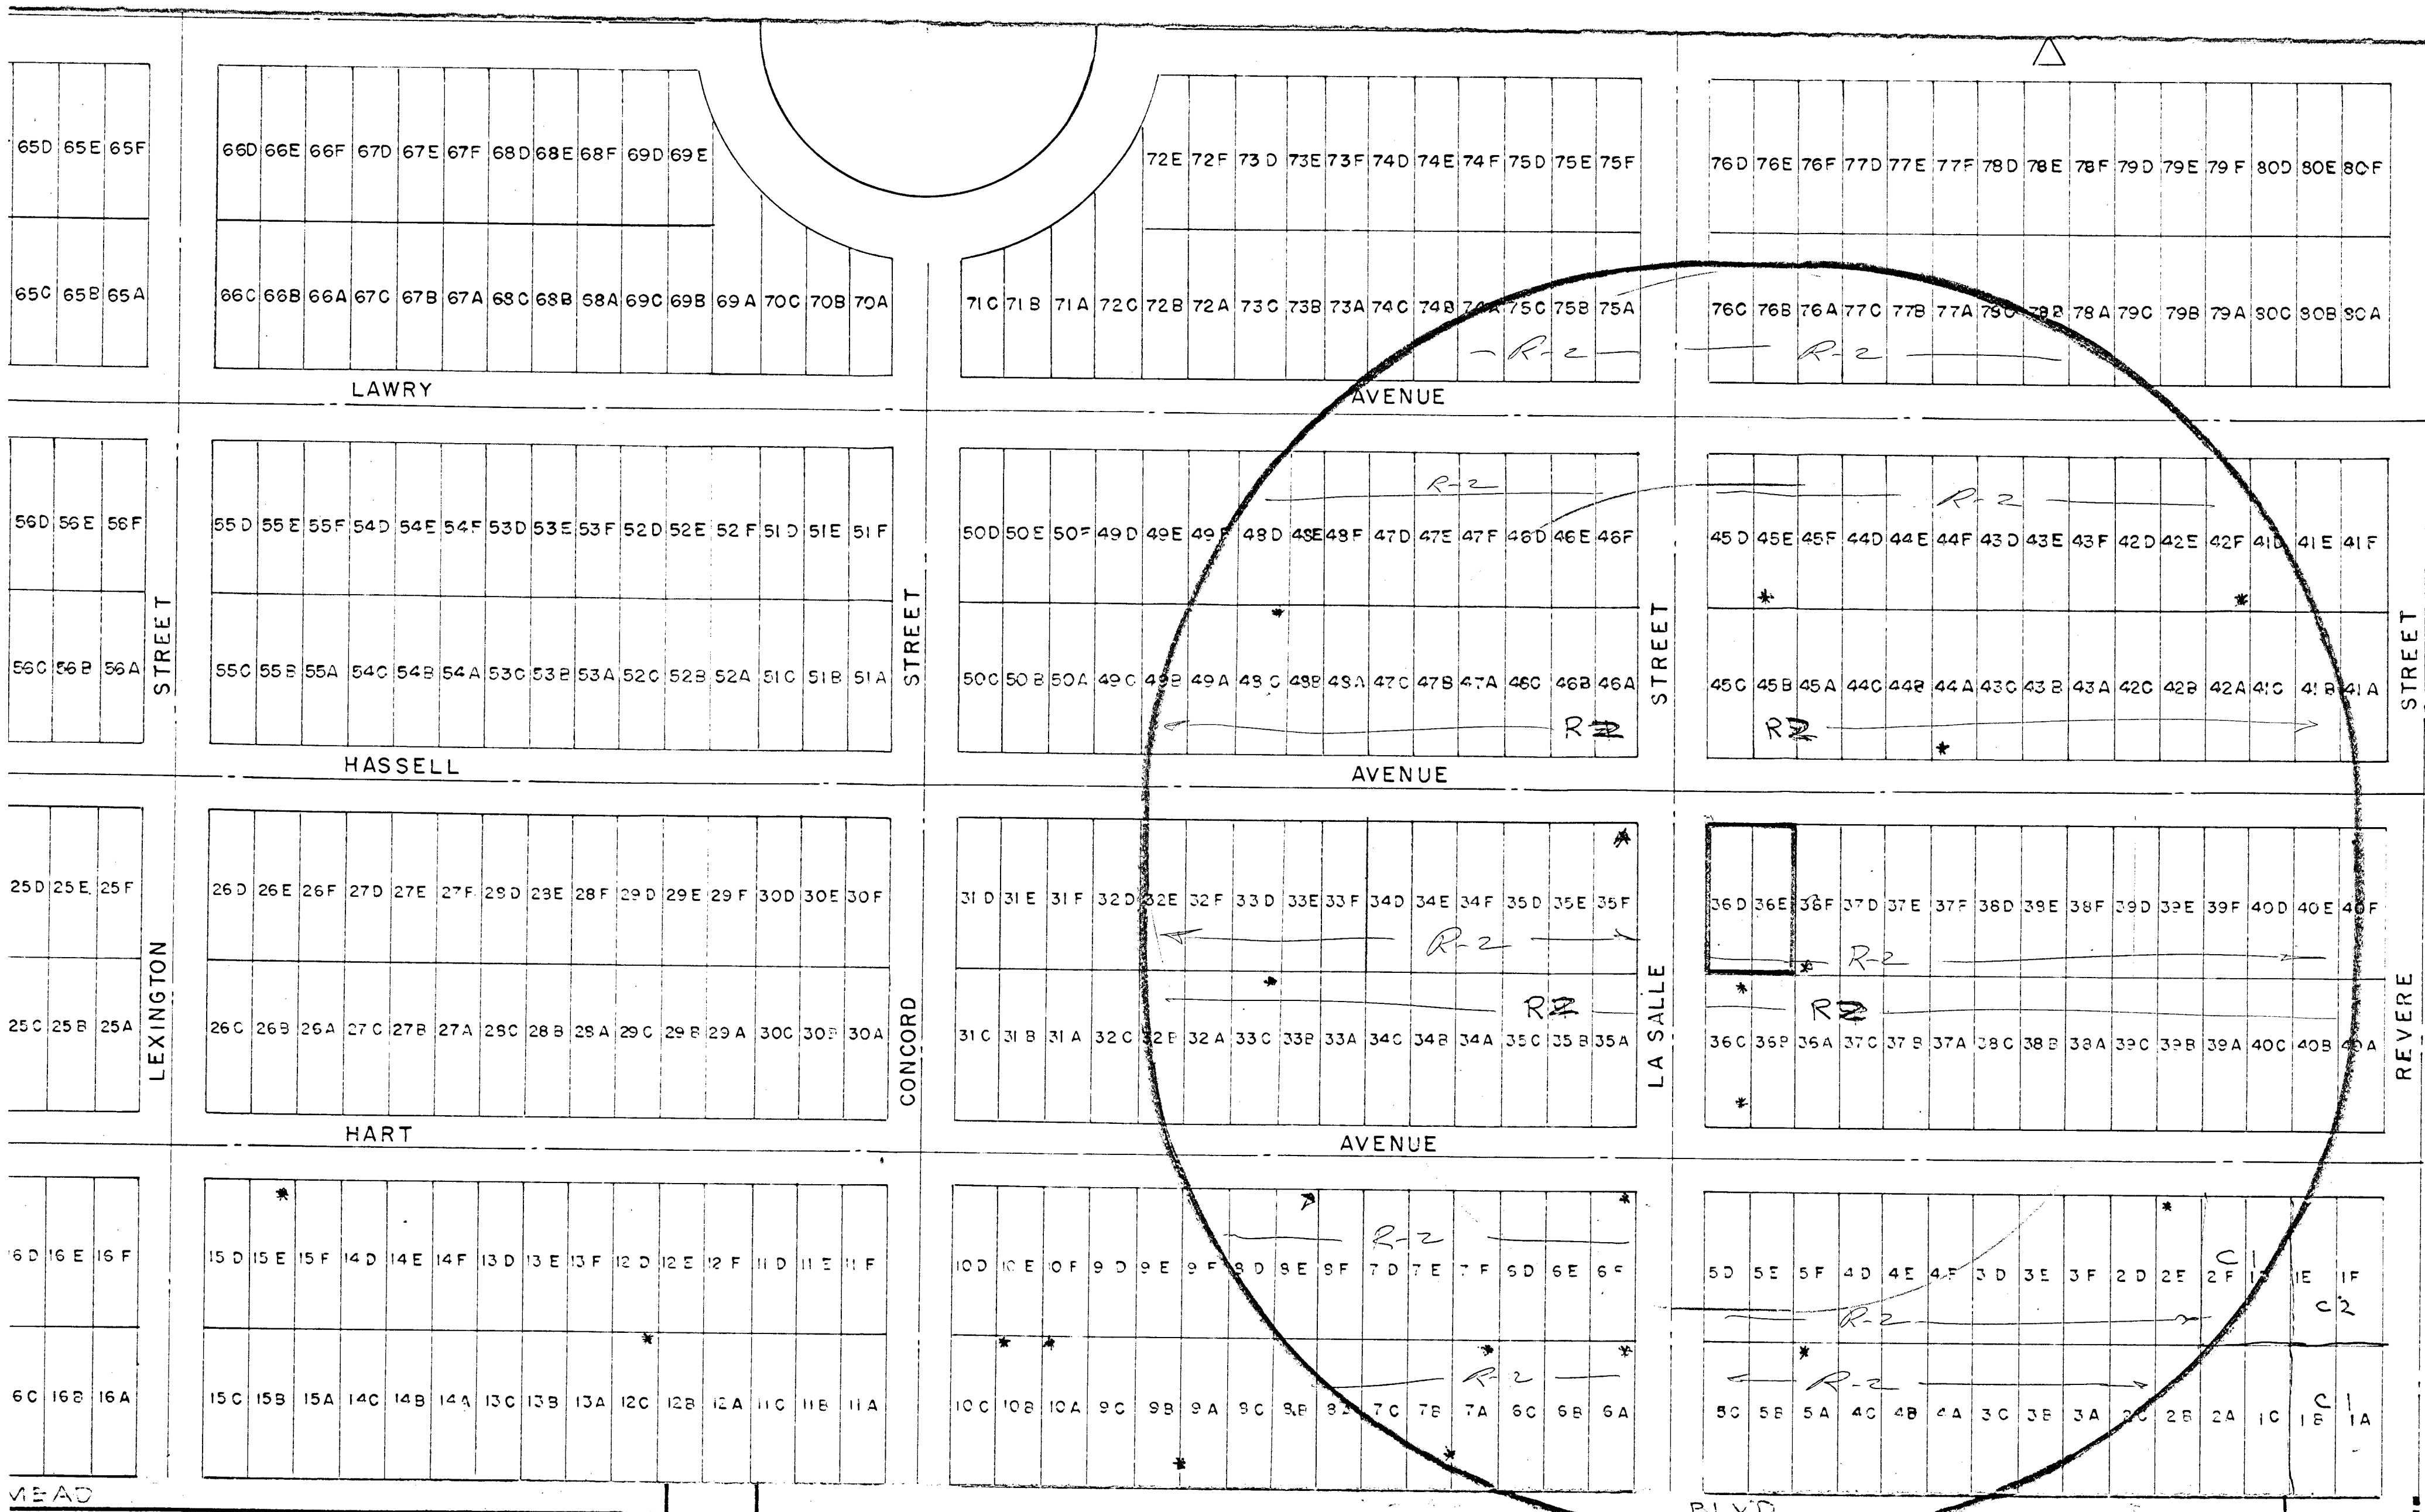 65D 65E 65F 66D 66E 66F 67D 67E 67F 68D 68E 68F 69D 69E 72E 72F 73D 73E 73F 74D 74E 74F 75D 75E 75F 76D 76E 76F 77D 77E 77F 78D 78E 78F 79D 79E 79F 80D 80E 80F
65C 65B 65A 66C 66B 66A 67C 67B 67A 68C 68B 68A 69C 69B 69A 70C 70B 70A 71C 71B 71A 72C 72B 72A 73C 73B 73A 74C 74B 74A 75C 75B 75A 76C 76B 76A 77C 77B 77A 78C 78B 78A 79C 79B 79A 80C 80B 80A
R-2 R-2
LAWRY AVENUE
R-2 R-2
56D 56E 56F 55D 55E 55F 54D 54E 54F 53D 53E 53F 52D 52E 52F 51D 51E 51F 50D 50E 50F 49D 49E 49F 48D 48E 48F 47D 47E 47F 46D 46E 46F 45D 45E 45F 44D 44E 44F 43D 43E 43F 42D 42E 42F 41D 41E 41F
STREET STREET STREET STREET
56C 56B 56A 55C 55B 55A 54C 54B 54A 53C 53B 53A 52C 52B 52A 51C 51B 51A 50C 50B 50A 49C 49B 49A 48C 48B 48A 47C 47B 47A 46C 46B 46A 45C 45B 45A 44C 44B 44A 43C 43B 43A 42C 42B 42A 41C 41B 41A
R2 R2
HASSELL AVENUE
25D 25E 25F 26D 26E 26F 27D 27E 27F 28D 28E 28F 29D 29E 29F 30D 30E 30F 31D 31E 31F 32D 32E 32F 33D 33E 33F 34D 34E 34F 35D 35E 35F 36D 36E 36F 37D 37E 37F 38D 38E 38F 39D 39E 39F 40D 40E 40F
R-2 R-2
LEXINGTON CONCORD LA SALLE REVERE
R2 R2
25C 25B 25A 26C 26B 26A 27C 27B 27A 28C 28B 28A 29C 29B 29A 30C 30B 30A 31C 31B 31A 32C 32B 32A 33C 33B 33A 34C 34B 34A 35C 35B 35A 36C 36B 36A 37C 37B 37A 38C 38B 38A 39C 39B 39A 40C 40B 40A
HART AVENUE
R-2 C1
6D 16E 16F 15D 15E 15F 14D 14E 14F 13D 13E 13F 12D 12E 12F 11D 11E 11F 10D 10E 10F 9D 9E 9F 8D 8E 8F 7D 7E 7F 6D 6E 6F 5D 5E 5F 4D 4E 4F 3D 3E 3F 2D 2E 2F 1D 1E 1F
R-2 C2
R-2 R-2 C1
6C 16B 16A 15C 15B 15A 14C 14B 14A 13C 13B 13A 12C 12B 12A 11C 11B 11A 10C 10B 10A 9C 9B 9A 8C 8B 8A 7C 7B 7A 6C 6B 6A 5C 5B 5A 4C 4B 4A 3C 3B 3A 2C 2B 2A 1C 1B 1A
MEAD BLVD